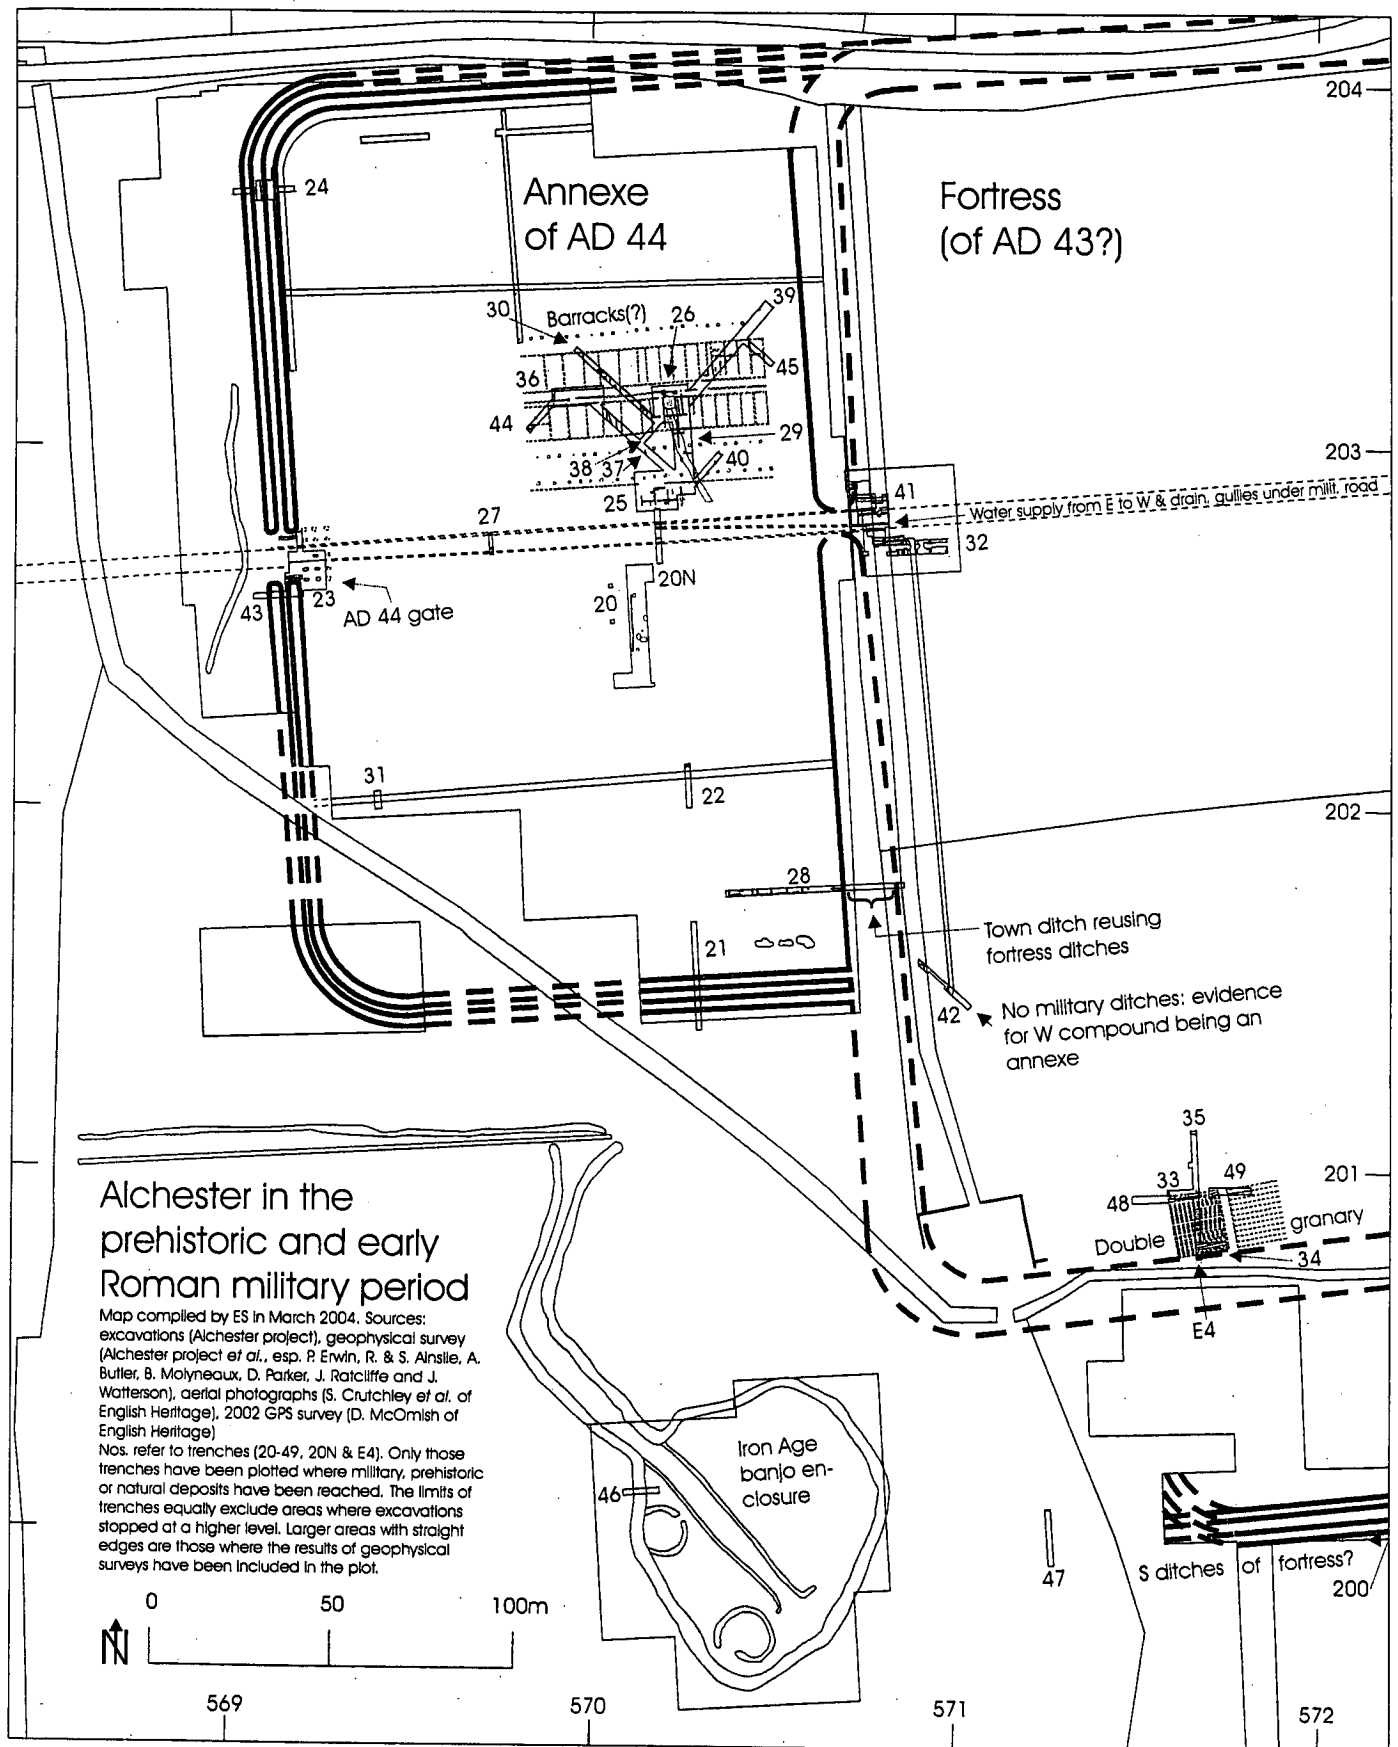 204
24
Annexe
of AD 44
Fortress
(of AD 43?)
30
Barracks(?)
26
39
36
45
44
29
38
37
40
203
25
41
27
Water supply from E to W & drain. gullies under milit. road
32
20N
43
23
AD 44 gate
20
31
22
202
28
Town ditch reusing
fortress ditches
21
42
No military ditches: evidence
for W compound being an
annexe
35
33
49
201
48
Double
granary
34
E4
Alchester in the
prehistoric and early
Roman military period
Map compiled by ES in March 2004. Sources:
excavations (Alchester project), geophysical survey
(Alchester project et al., esp. P. Erwin, R. & S. Ainslie, A.
Butler, B. Molyneaux, D. Parker, J. Ratcliffe and J.
Watterson), aerial photographs (S. Crutchley et al. of
English Heritage), 2002 GPS survey (D. McOmish of
English Heritage)
Nos. refer to trenches (20-49, 20N & E4). Only those
trenches have been plotted where military, prehistoric
or natural deposits have been reached. The limits of
trenches equally exclude areas where excavations
stopped at a higher level. Larger areas with straight
edges are those where the results of geophysical
surveys have been included in the plot.
Iron Age
banjo en-
closure
46
47
S ditches of fortress?
200
0 50 100m
N
569
570
571
572